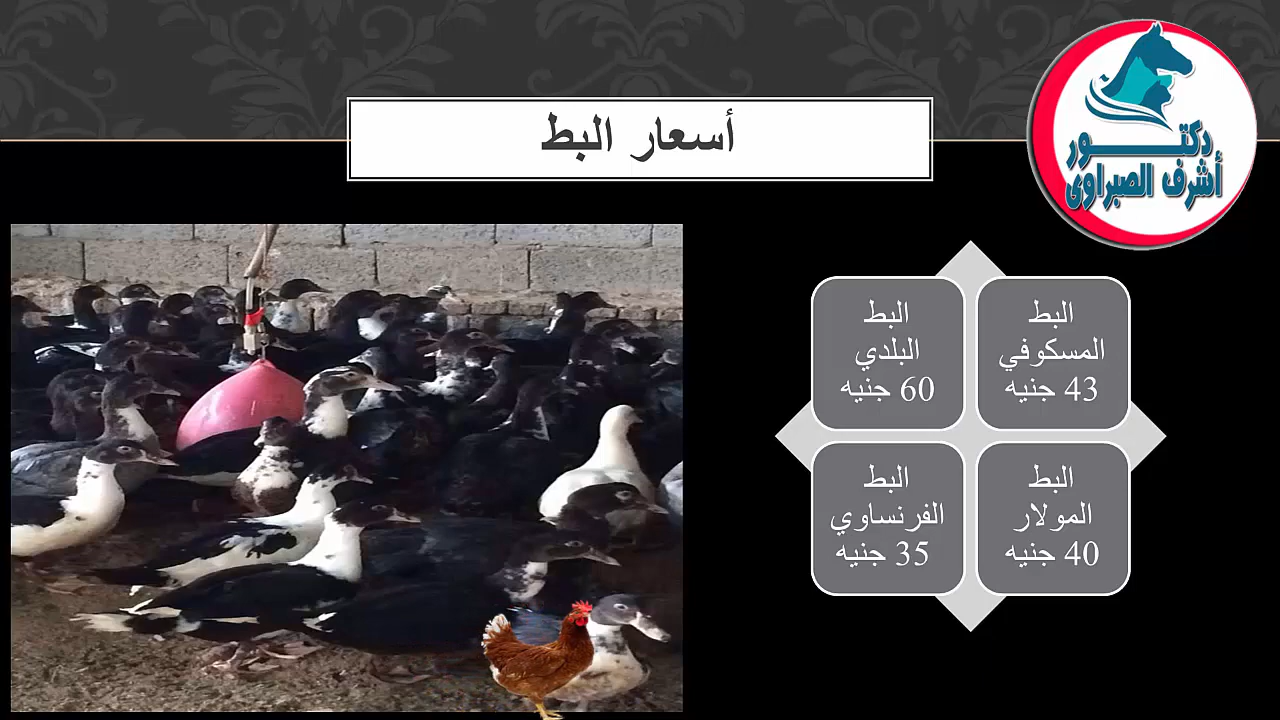 أسعار البط
دكتور
أشرف الصبراوى
البط
المسكوفي
43 جنيه
البط
البلدي
60 جنيه
البط
المولار
40 جنيه
البط
الفرنساوي
35 جنيه